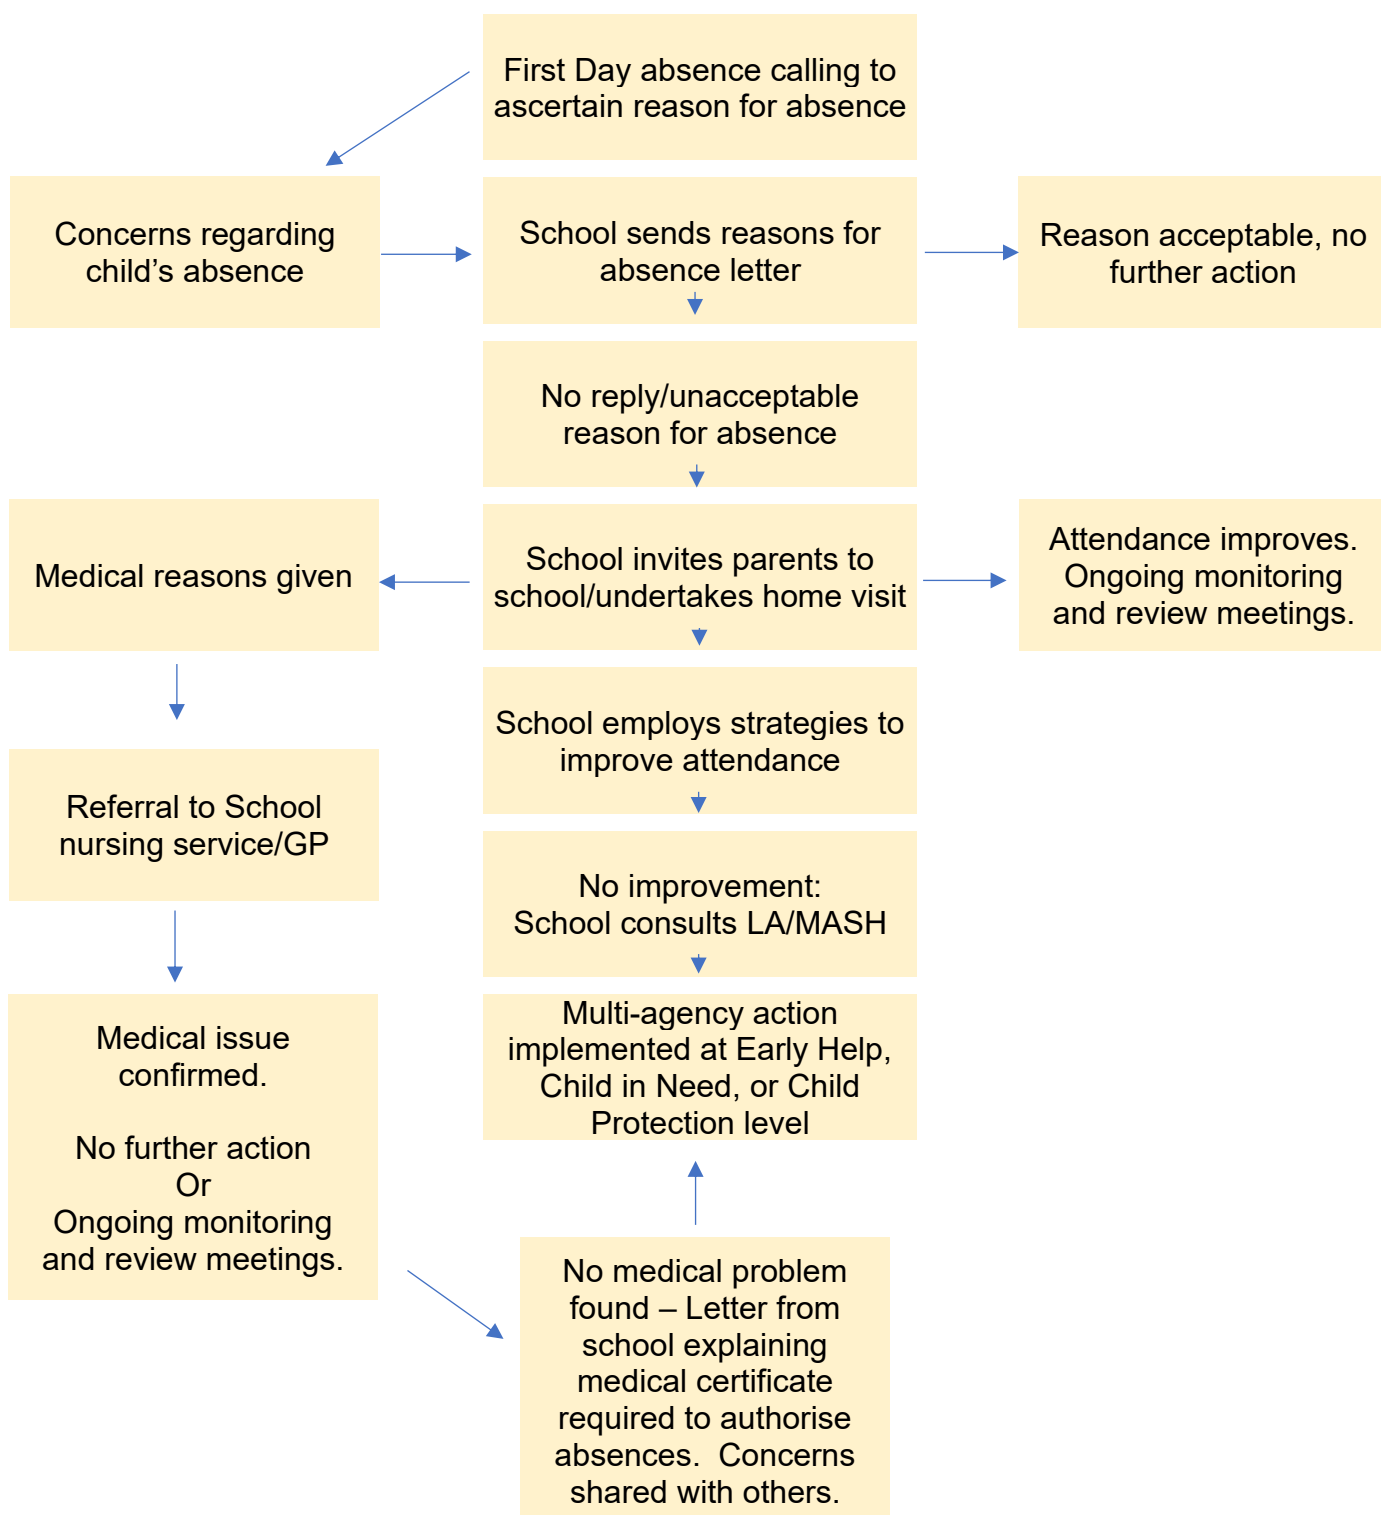 First Day absence calling to
ascertain reason for absence
Concerns regarding
child’s absence
School sends reasons for
absence letter
Reason acceptable, no
further action
No reply/unacceptable
reason for absence
Medical reasons given
School invites parents to
school/undertakes home visit
Attendance improves.
Ongoing monitoring
and review meetings.
School employs strategies to
improve attendance
Referral to School
nursing service/GP
No improvement:
School consults LA/MASH
Medical issue
confirmed.
No further action
Or
Ongoing monitoring
and review meetings.
Multi-agency action
implemented at Early Help,
Child in Need, or Child
Protection level
No medical problem
found – Letter from
school explaining
medical certificate
required to authorise
absences.  Concerns
shared with others.